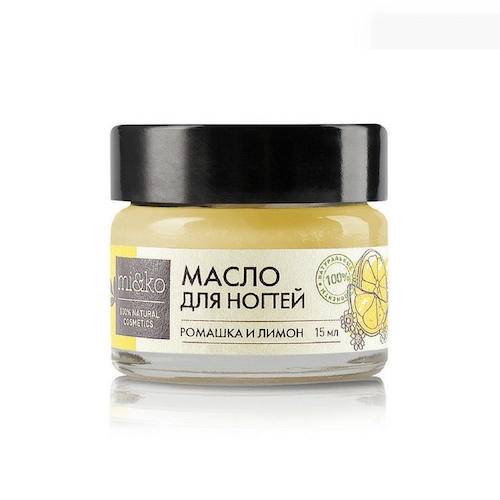 mi&ko
100% NATURAL
COSMETICS
МАСЛО
ДЛЯ НОГТЕЙ
РОМАШКА И ЛИМОН 15 мл
100%